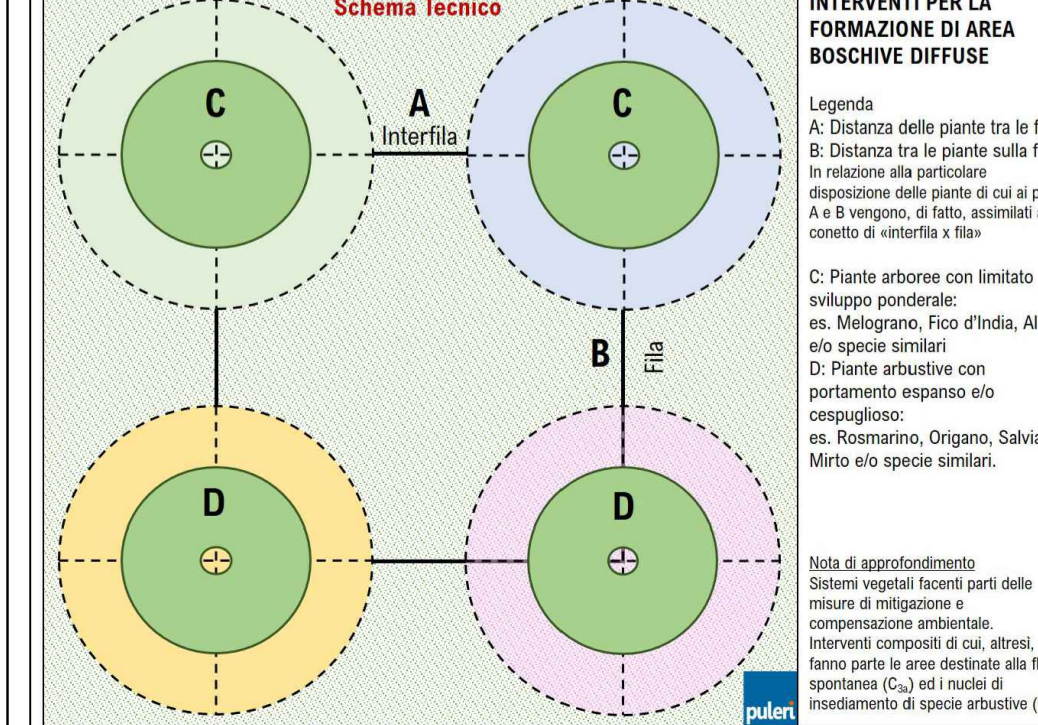 Schema Tecnico
C
C
A
Interfila
B
Fila
D
D
puleri
INTERVENTI PER LA
FORMAZIONE DI AREA
BOSCHIVE DIFFUSE
Legenda
A: Distanza delle piante tra le
B: Distanza tra le piante sulla
In relazione alla particolare
disposizione delle piante di cui ai
A e B vengono, di fatto, assimilati
conetto di «interfila x fila»
C: Piante arboree con limitato
sviluppo ponderale:
es. Melograno, Fico d'India,
e/o specie similari
D: Piante arbustive con
portamento espanso e/o
cespuglioso:
es. Rosmarino, Origano, Salvia
Mirto e/o specie similari.
Nota di approfondimento
Sistemi vegetali facenti parti delle
misure di mitigazione e
compensazione ambientale.
Interventi compositi di cui, altresi,
fanno parte le aree destinate alla
spontanea (C3a) ed i nuclei di
insediamento di specie arbustive (